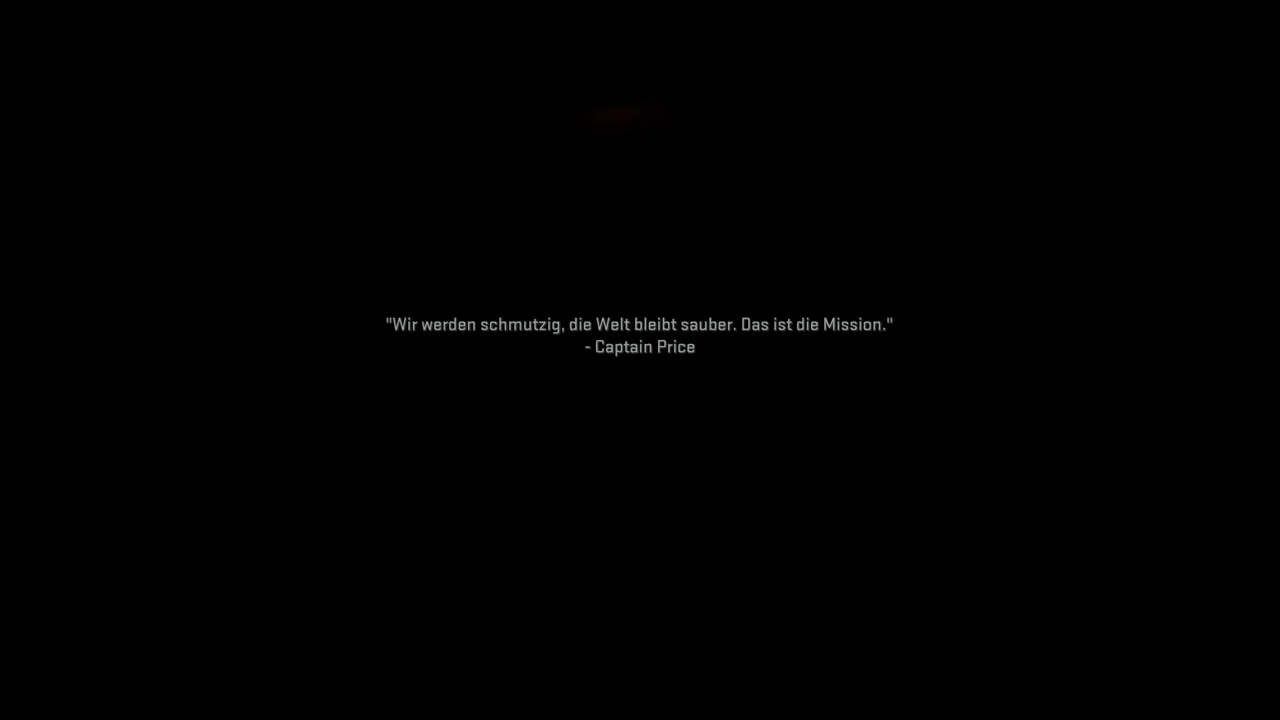 "Wir werden schmutzig, die Welt bleibt sauber. Das ist die Mission."
- Captain Price